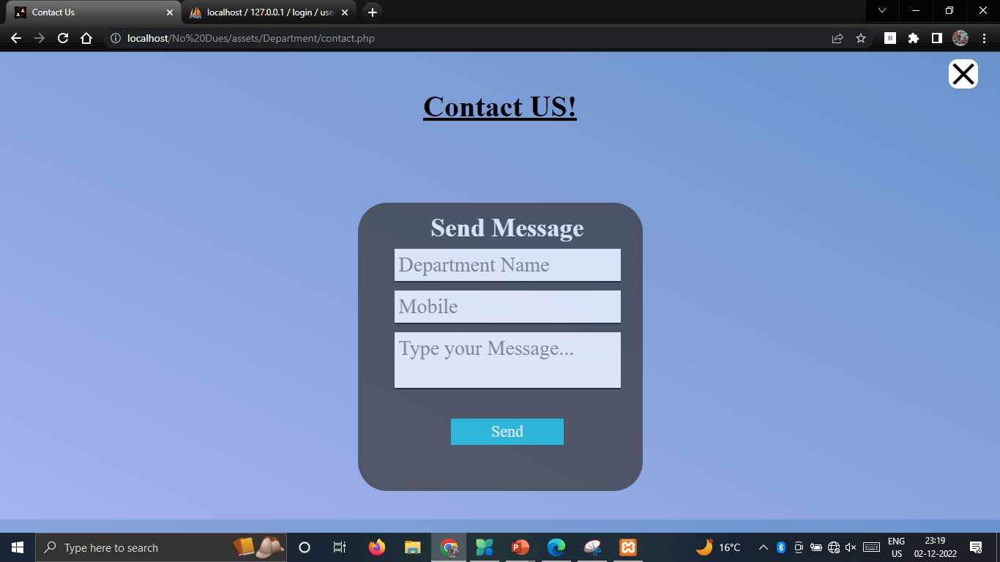 Contact Us
localhost / 127.0.0.1 / login / use
localhost/No%20Dues/assets/Department/contact.php
B
Contact US!
Send Message
Department Name
Mobile
Type your Message...
Send
Type here to search
16°C
ENG
US
23:19
02-12-2022